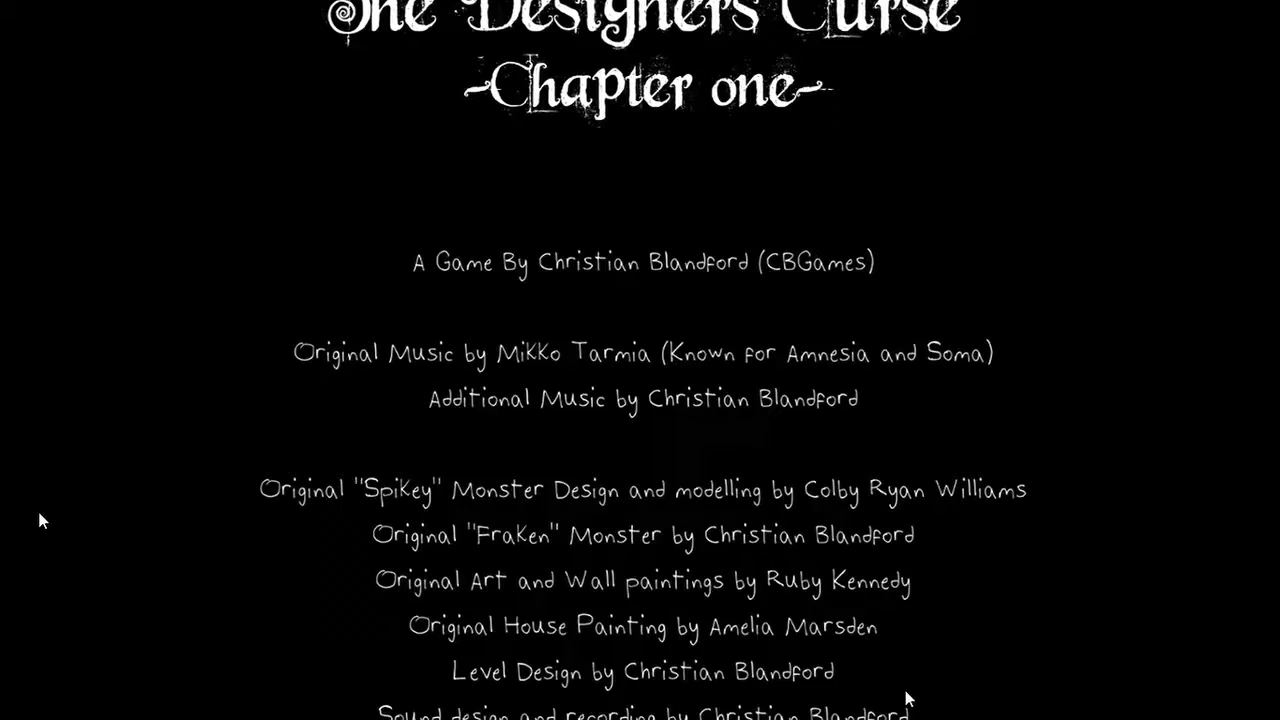 The Designers Curse
-Chapter one-
A Game By Christian Blandford (CBGames)
Original Music by Mikko Tarmia (Known for Amnesia and Soma)
Additional Music by Christian Blandford
Original "Spikey" Monster Design and modelling by Colby Ryan Williams
Original "Fraken" Monster by Christian Blandford
Original Art and Wall paintings by Ruby Kennedy
Original House Painting by Amelia Marsden
Level Design by Christian Blandford
Sound design and recording by Christian Blandford